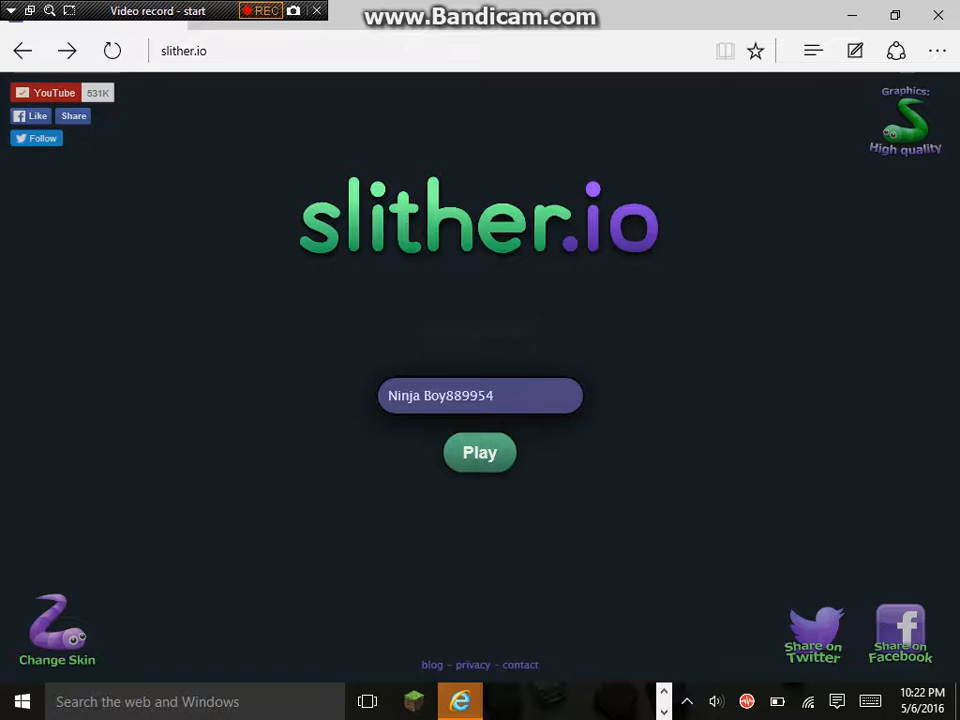 Video record - start
REC
www.Bandicam.com
slither.io
YouTube 531K
Like Share
Follow
Graphics:
High quality
slither.io
Ninja Boy889954
Play
Change Skin
Share on
Twitter
Share on
Facebook
blog - privacy - contact
Search the web and Windows
10:22 PM
5/6/2016